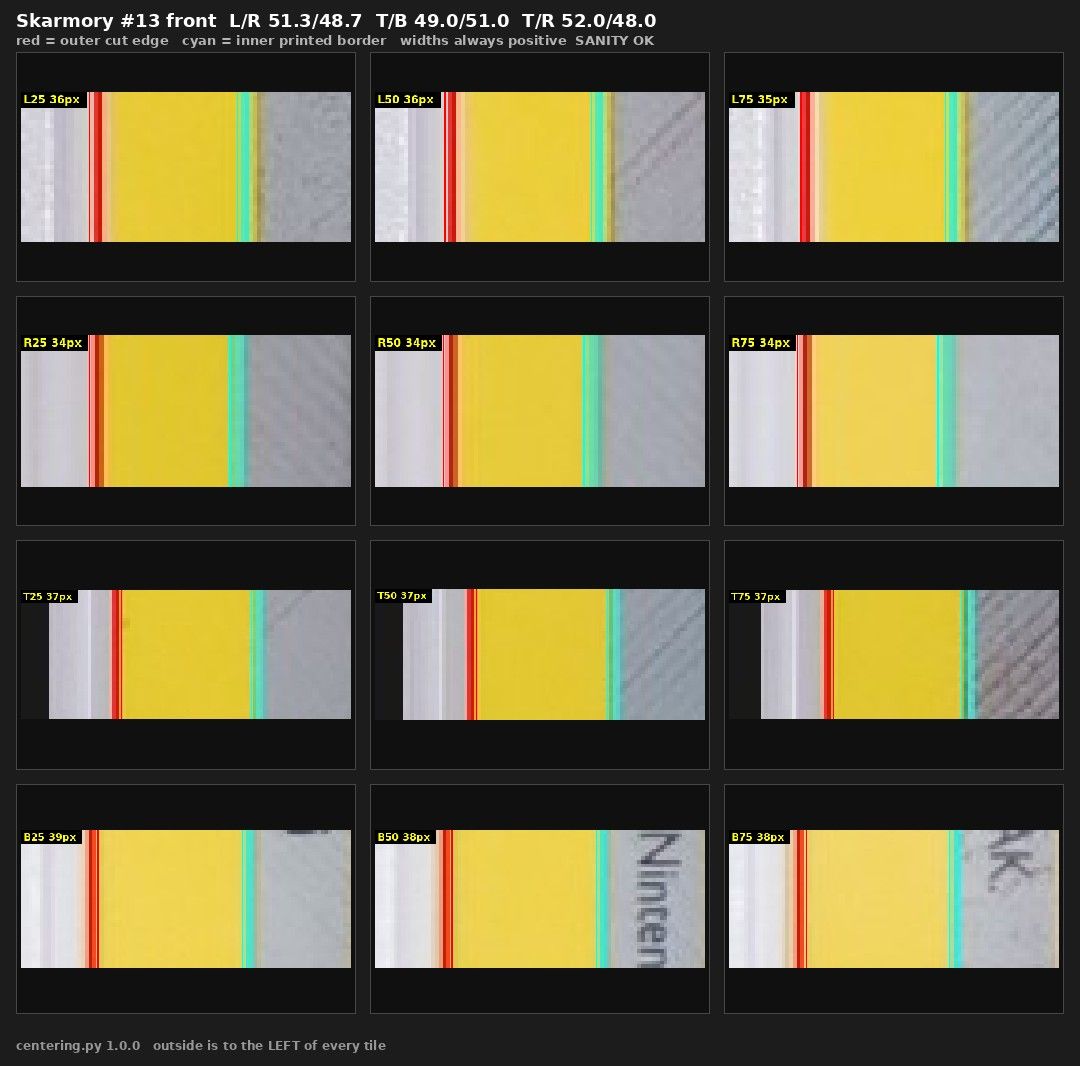 Skarmory #13 front  L/R 51.3/48.7  T/B 49.0/51.0  T/R 52.0/48.0
red = outer cut edge   cyan = inner printed border   widths always positive  SANITY OK
L25 36px
L50 36px
L75 35px
R25 34px
R50 34px
R75 34px
T25 37px
T50 37px
T75 37px
B25 39px
B50 38px
B75 38px
Ninten
AK
centering.py 1.0.0   outside is to the LEFT of every tile